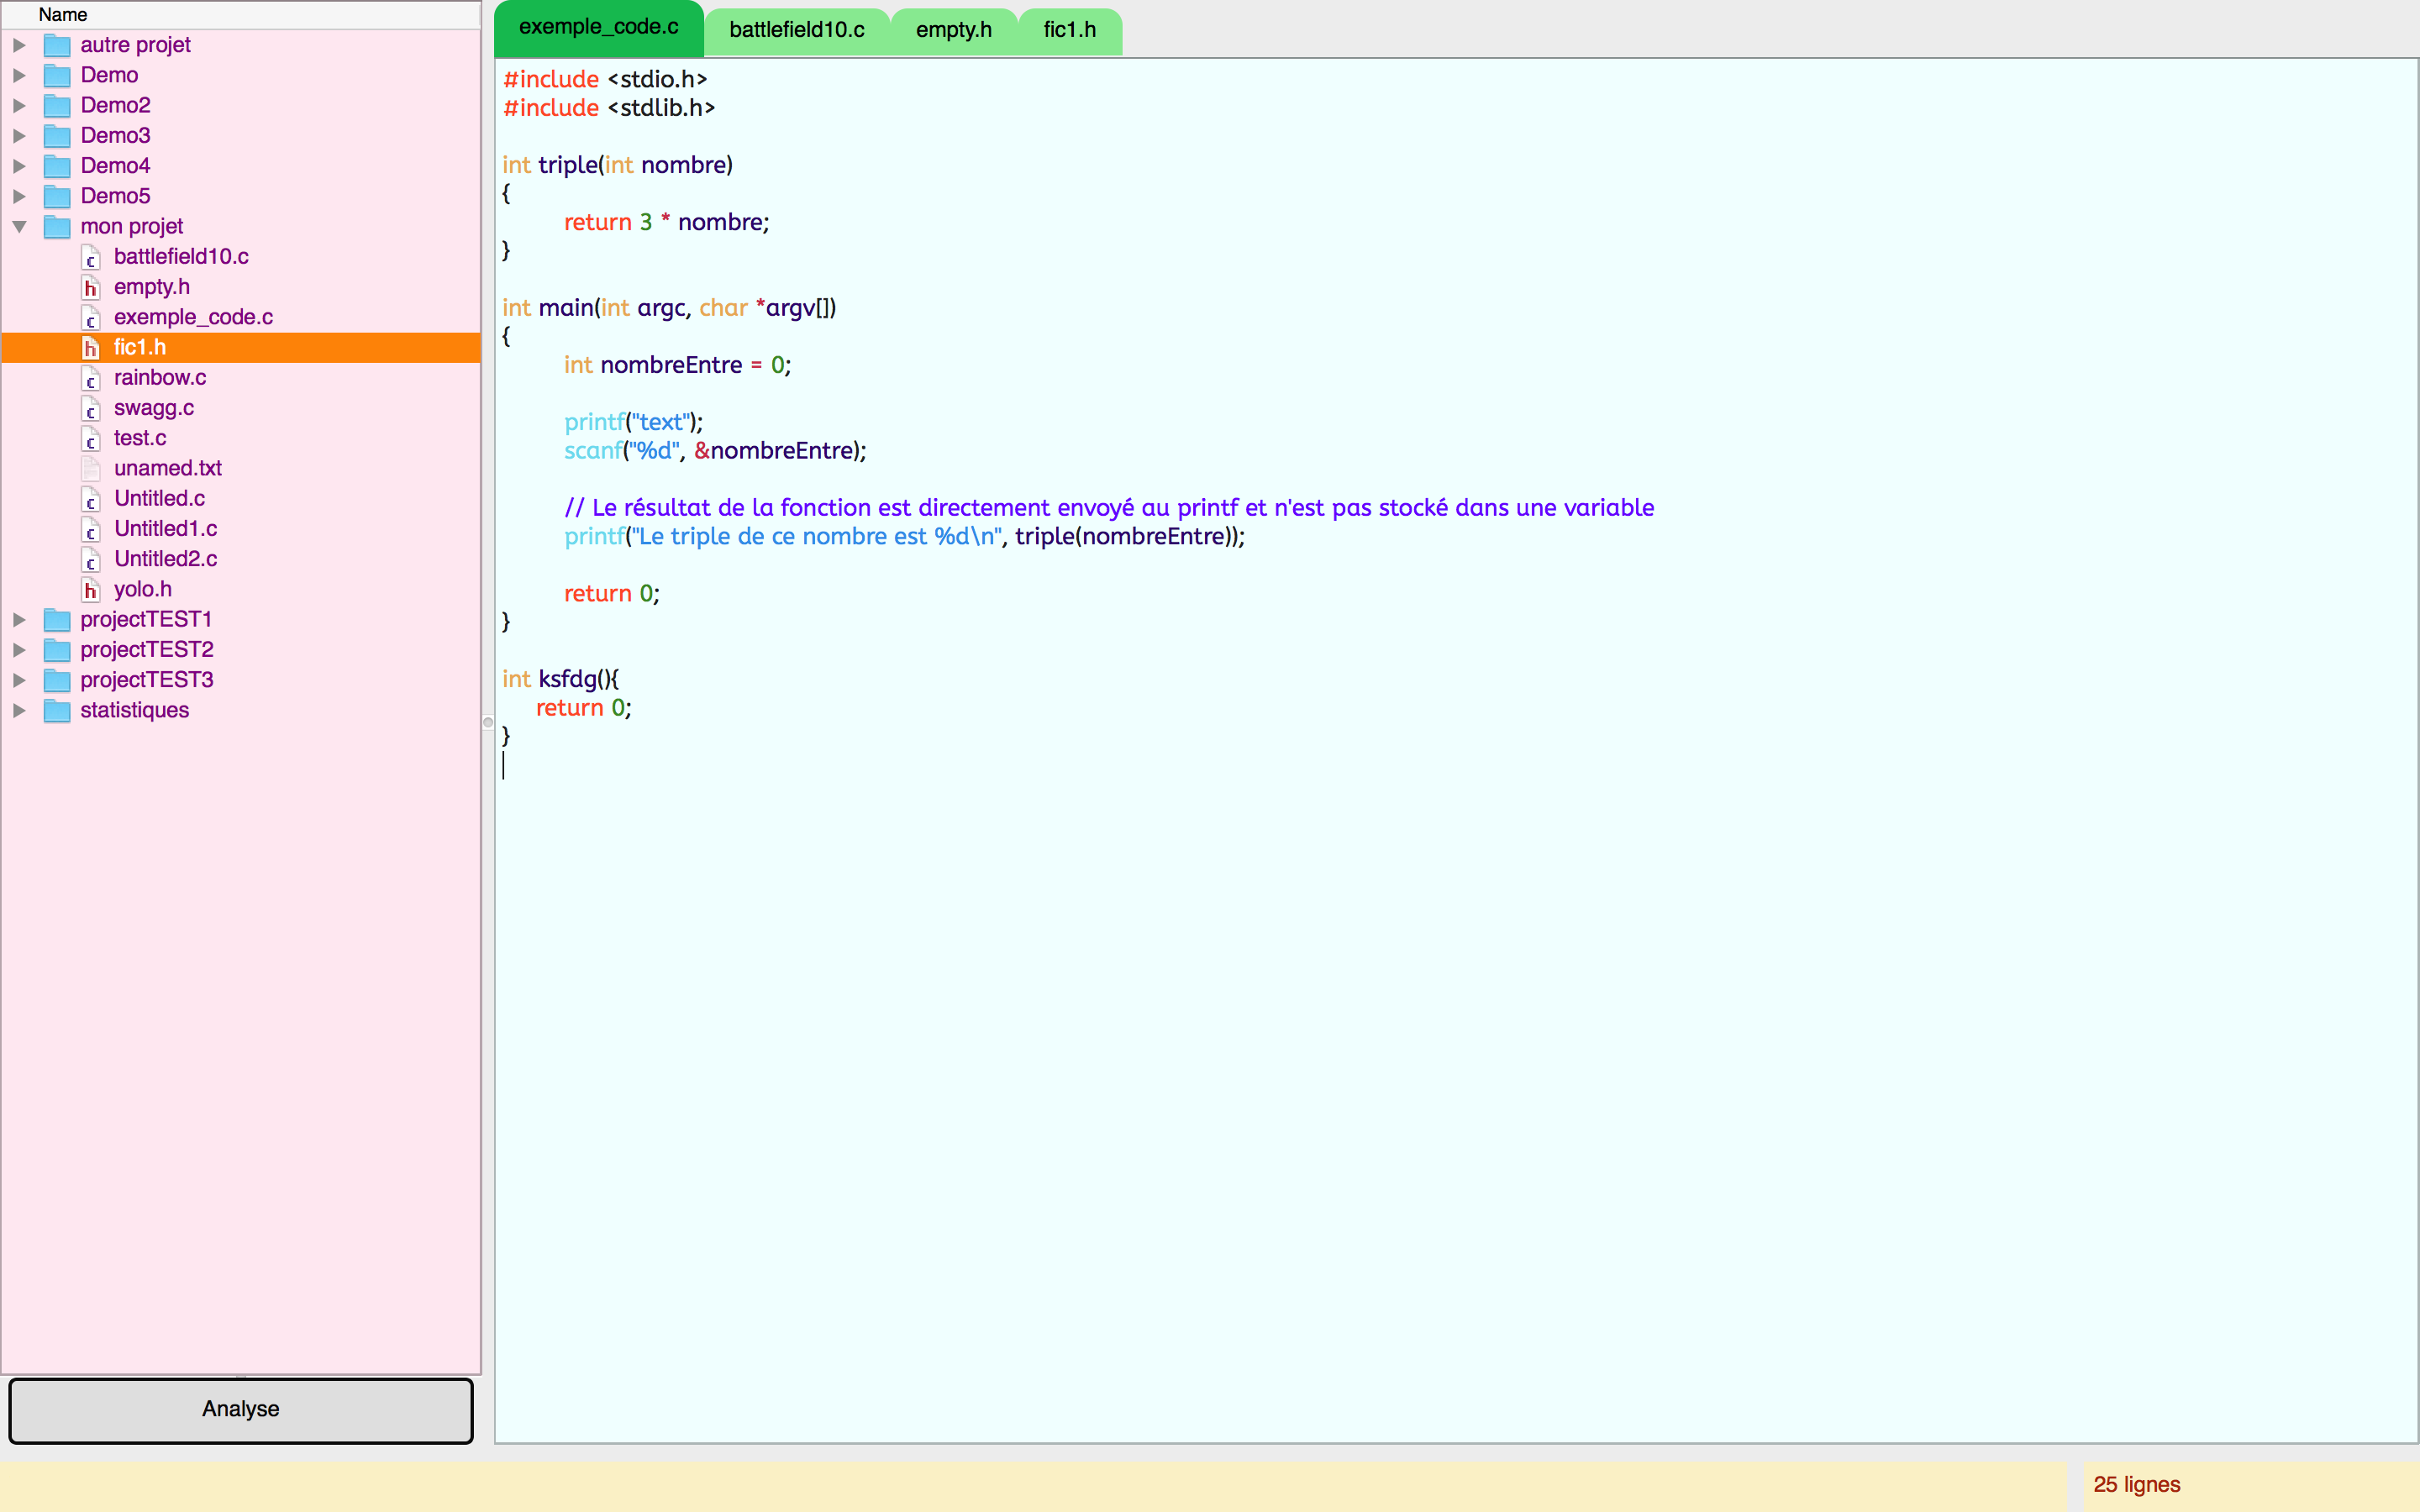 Name
autre projet
Demo
Demo2
Demo3
Demo4
Demo5
mon projet
battlefield10.c
empty.h
exemple_code.c
fic1.h
rainbow.c
swagg.c
test.c
unamed.txt
Untitled.c
Untitled1.c
Untitled2.c
yolo.h
projectTEST1
projectTEST2
projectTEST3
statistiques
Analyse
exemple_code.c battlefield10.c empty.h fic1.h
#include <stdio.h>
#include <stdlib.h>
int triple(int nombre)
{
return 3 * nombre;
}
int main(int argc, char *argv[])
{
int nombreEntre = 0;
printf("text");
scanf("%d", &nombreEntre);
// Le résultat de la fonction est directement envoyé au printf et n'est pas stocké dans une variable
printf("Le triple de ce nombre est %d\n", triple(nombreEntre));
return 0;
}
int ksfdg(){
return 0;
}
25 lignes